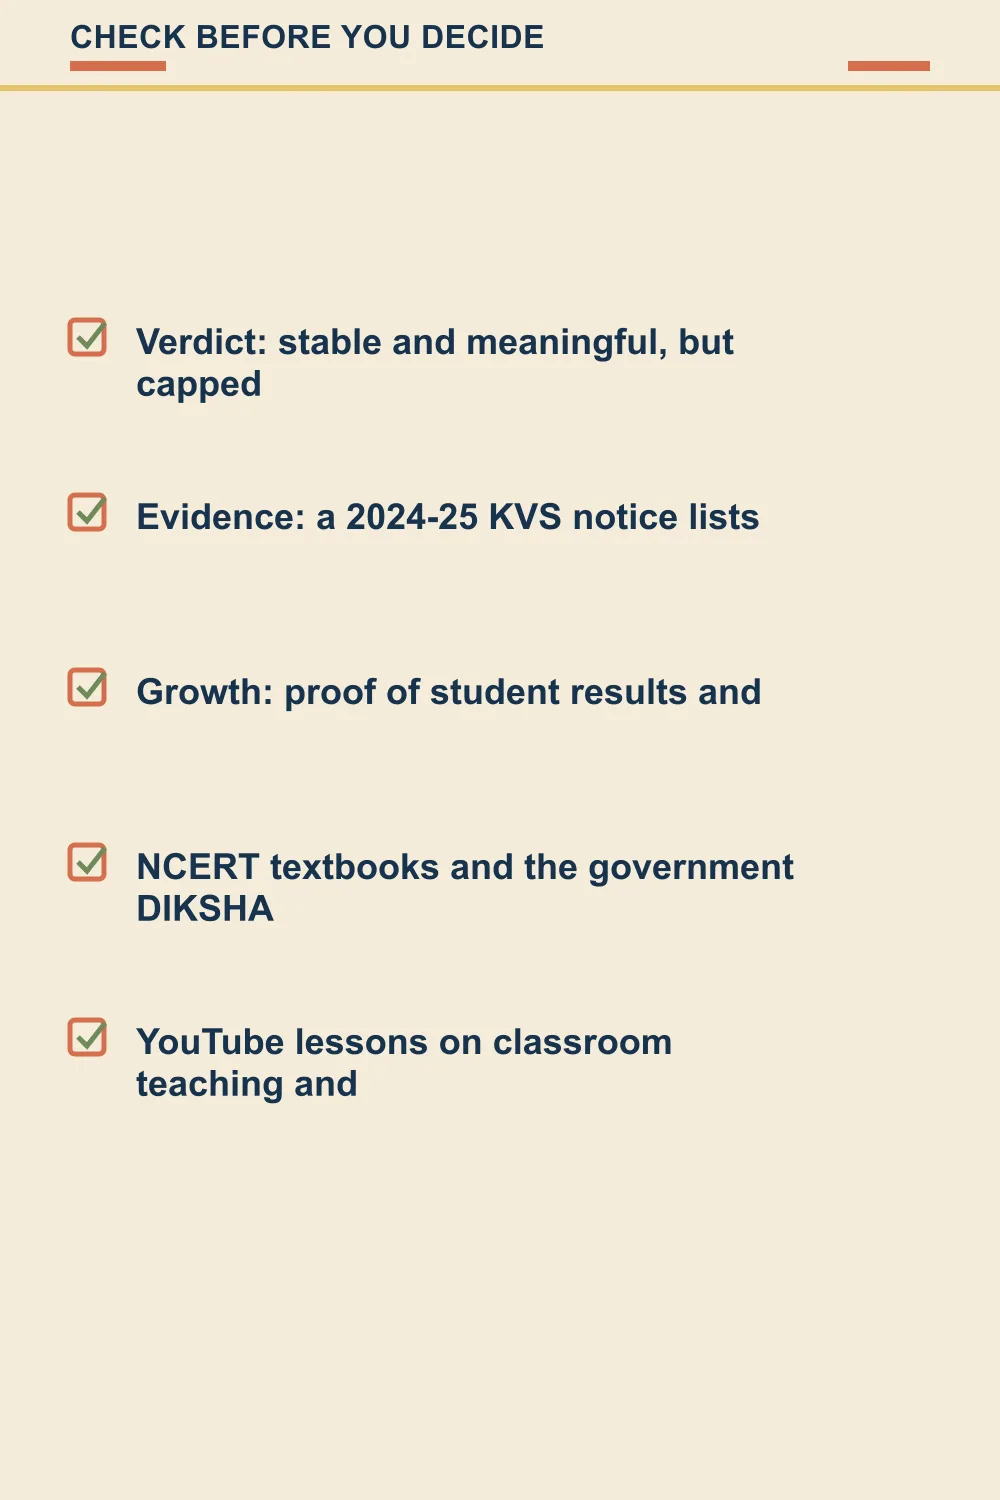 CHECK BEFORE YOU DECIDE
Verdict: stable and meaningful, but
capped
Evidence: a 2024-25 KVS notice lists
Growth: proof of student results and
NCERT textbooks and the government
DIKSHA
YouTube lessons on classroom
teaching and